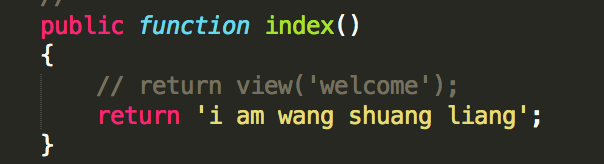 //
public function index()
{
// return view('welcome');
return 'i am wang shuang liang';
}